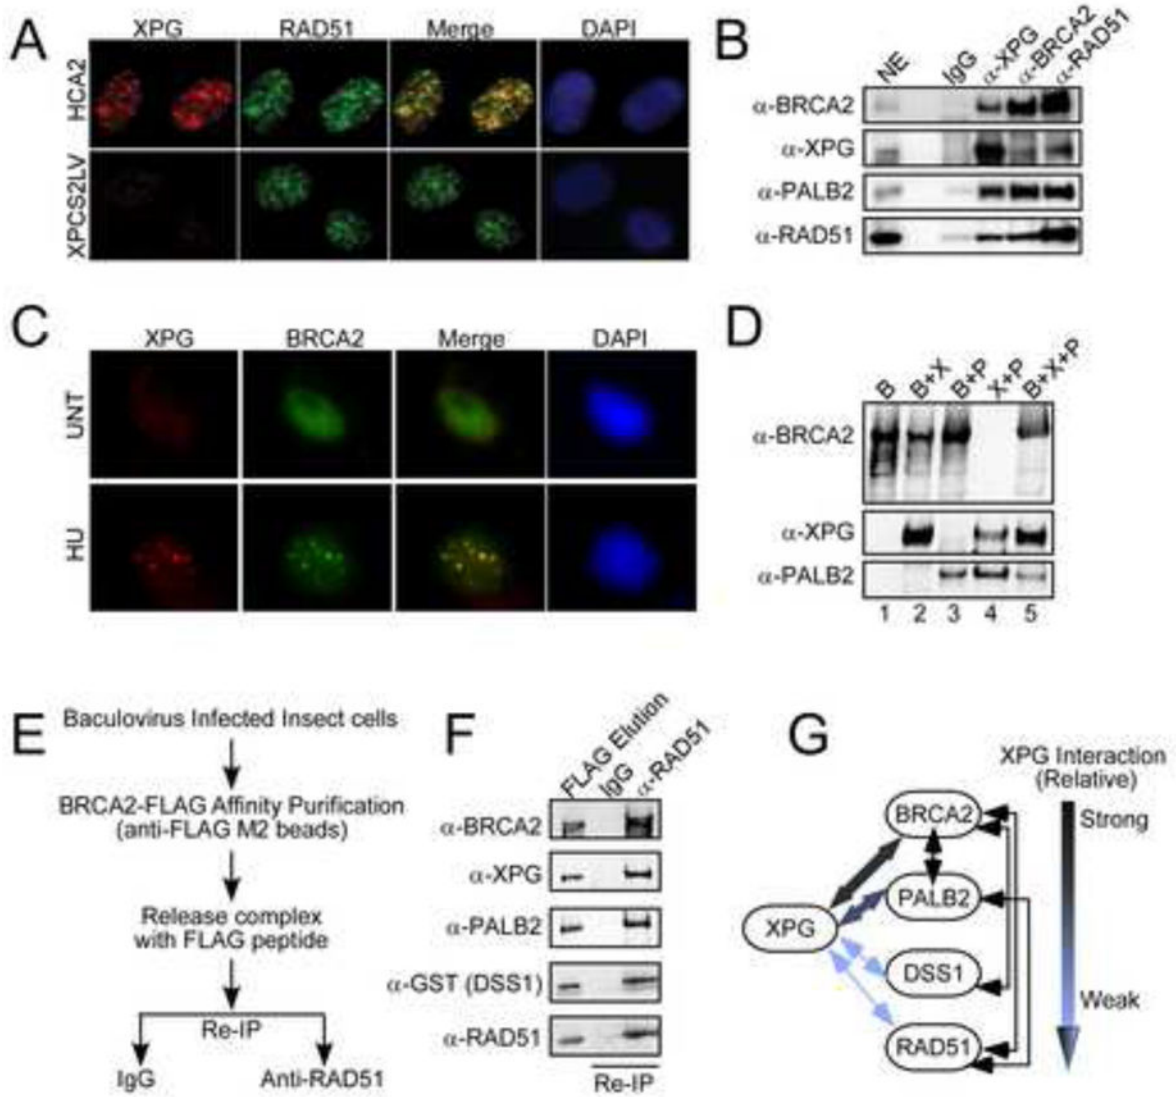 A
XPG RAD51 Merge DAPI
HCA2
XPCS2LV
B
NE IgG α-XPG α-BRCA2 α-RAD51
α-BRCA2
α-XPG
α-PALB2
α-RAD51
C
XPG BRCA2 Merge DAPI
UNT
HU
D
B B+X B+P X+P B+X+P
α-BRCA2
α-XPG
α-PALB2
1 2 3 4 5
E
Baculovirus Infected Insect cells
BRCA2-FLAG Affinity Purification
(anti-FLAG M2 beads)
Release complex
with FLAG peptide
Re-IP
IgG Anti-RAD51
F
FLAG Elution IgG α-RAD51
α-BRCA2
α-XPG
α-PALB2
α-GST (DSS1)
α-RAD51
Re-IP
G
XPG Interaction
(Relative)
BRCA2
Strong
PALB2
XPG
DSS1
Weak
RAD51